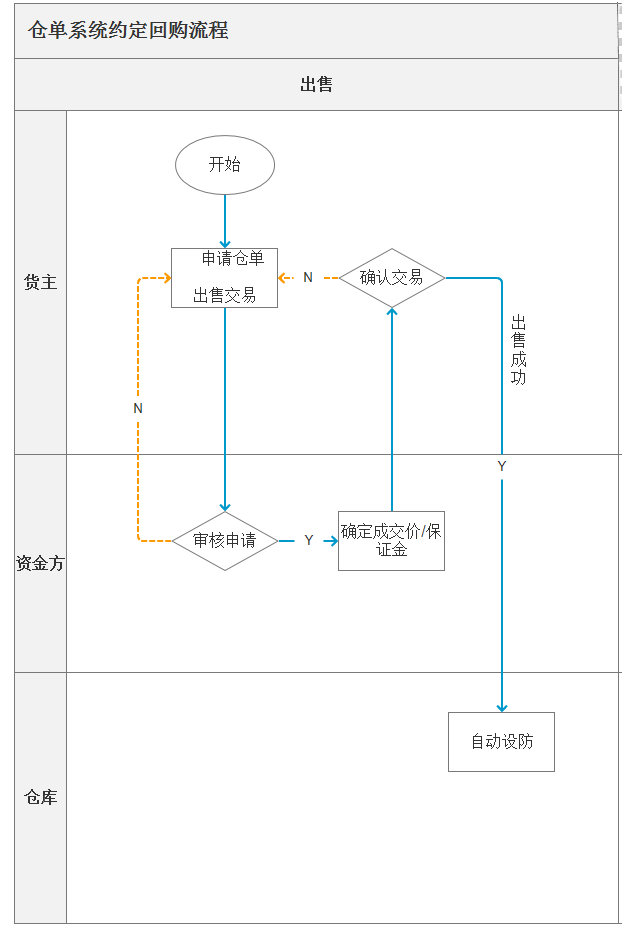 仓单系统约定回购流程
出售
货主
开始
申请仓单
出售交易
N
确认交易
出售成功
N
Y
资金方
审核申请
Y
确定成交价/保
证金
仓库
自动设防